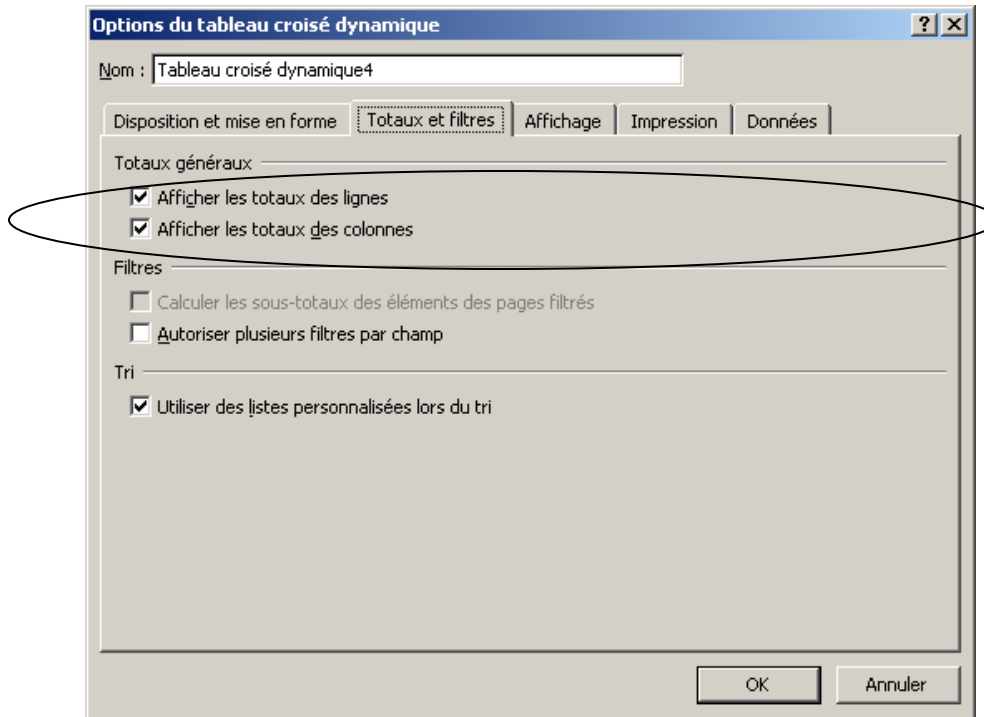 Options du tableau croisé dynamique
Nom : Tableau croisé dynamique4
Disposition et mise en forme Totaux et filtres Affichage Impression Données
Totaux généraux
Afficher les totaux des lignes
Afficher les totaux des colonnes
Filtres
Calculer les sous-totaux des éléments des pages filtrés
Autoriser plusieurs filtres par champ
Tri
Utiliser des listes personnalisées lors du tri
OK Annuler